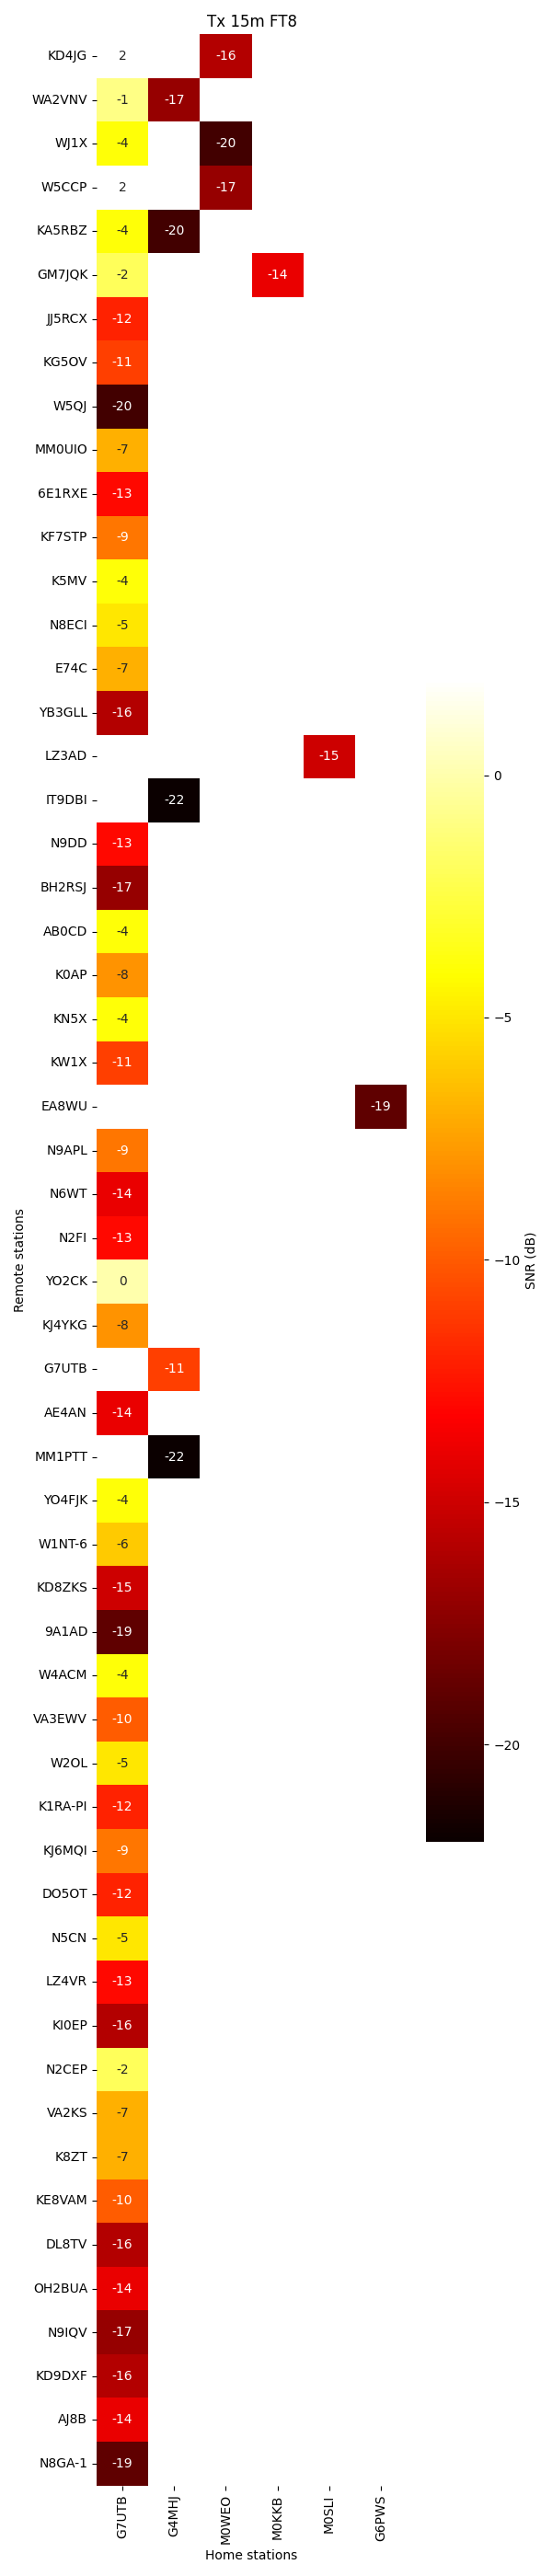 Tx 15m FT8
KD4JG 2 -16
WA2VNV -1 -17
WJ1X -4 -20
W5CCP 2 -17
KA5RBZ -4 -20
GM7JQK -2 -14
JJ5RCX -12
KG5OV -11
W5QJ -20
MM0UIO -7
6E1RXE -13
KF7STP -9
K5MV -4
N8ECI -5
E74C -7
YB3GLL -16
LZ3AD -15
IT9DBI -22
N9DD -13
BH2RSJ -17
AB0CD -4
K0AP -8
KN5X -4
KW1X -11
EA8WU -19
N9APL -9
N6WT -14
N2FI -13
YO2CK 0
KJ4YKG -8
G7UTB -11
AE4AN -14
MM1PTT -22
YO4FJK -4
W1NT-6 -6
KD8ZKS -15
9A1AD -19
W4ACM -4
VA3EWV -10
W2OL -5
K1RA-PI -12
KJ6MQI -9
DO5OT -12
N5CN -5
LZ4VR -13
KI0EP -16
N2CEP -2
VA2KS -7
K8ZT -7
KE8VAM -10
DL8TV -16
OH2BUA -14
N9IQV -17
KD9DXF -16
AJ8B -14
N8GA-1 -19
Remote stations
G7UTB G4MHJ M0WEO M0KKB M0SLI G6PWS
Home stations
0
−5
−10
−15
−20
SNR (dB)